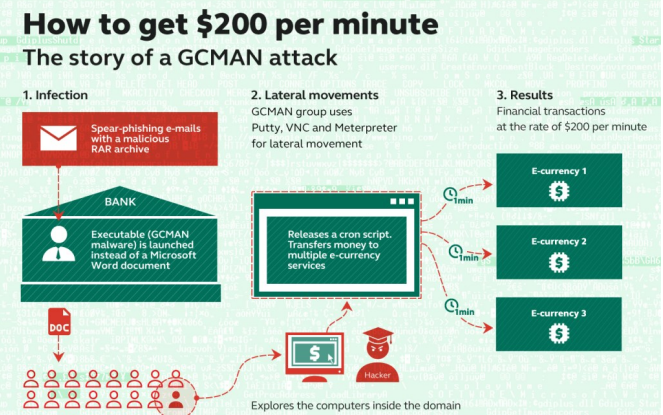 How to get $200 per minute
The story of a GCMAN attack
1. Infection
Spear-phishing e-mails
with a malicious
RAR archive
BANK
Executable (GCMAN
malware) is launched
instead of a Microsoft
Word document
DOC
2. Lateral movements
GCMAN group uses
Putty, VNC and Meterpreter
for lateral movement
Releases a cron script.
Transfers money to
multiple e-currency
services
$
Hacker
Explores the computers inside the domain
3. Results
Financial transactions
at the rate of $200 per minute
1min
E-currency 1
$
1min
E-currency 2
$
1min
E-currency 3
$